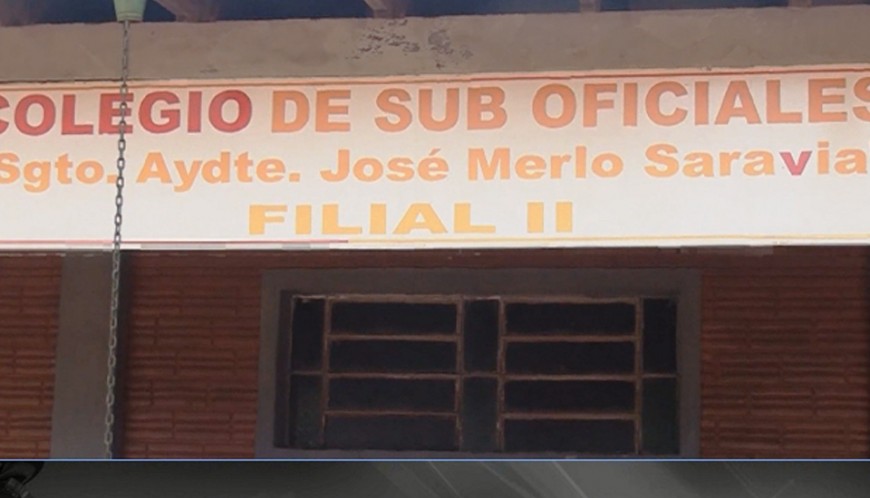 COLEGIO DE SUB OFICIALES
Sgto. Aydte. José Merlo Saravia
FILIAL II